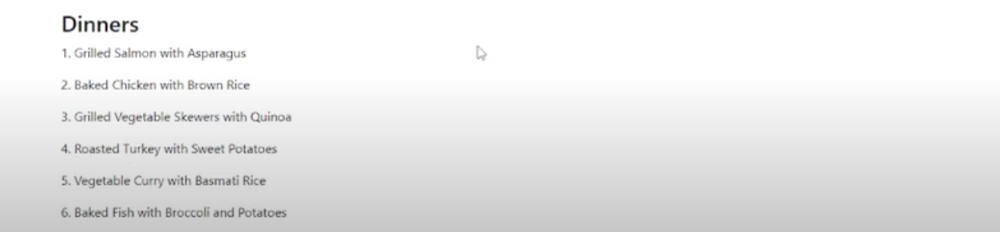 Dinners
1. Grilled Salmon with Asparagus
2. Baked Chicken with Brown Rice
3. Grilled Vegetable Skewers with Quinoa
4. Roasted Turkey with Sweet Potatoes
5. Vegetable Curry with Basmati Rice
6. Baked Fish with Broccoli and Potatoes